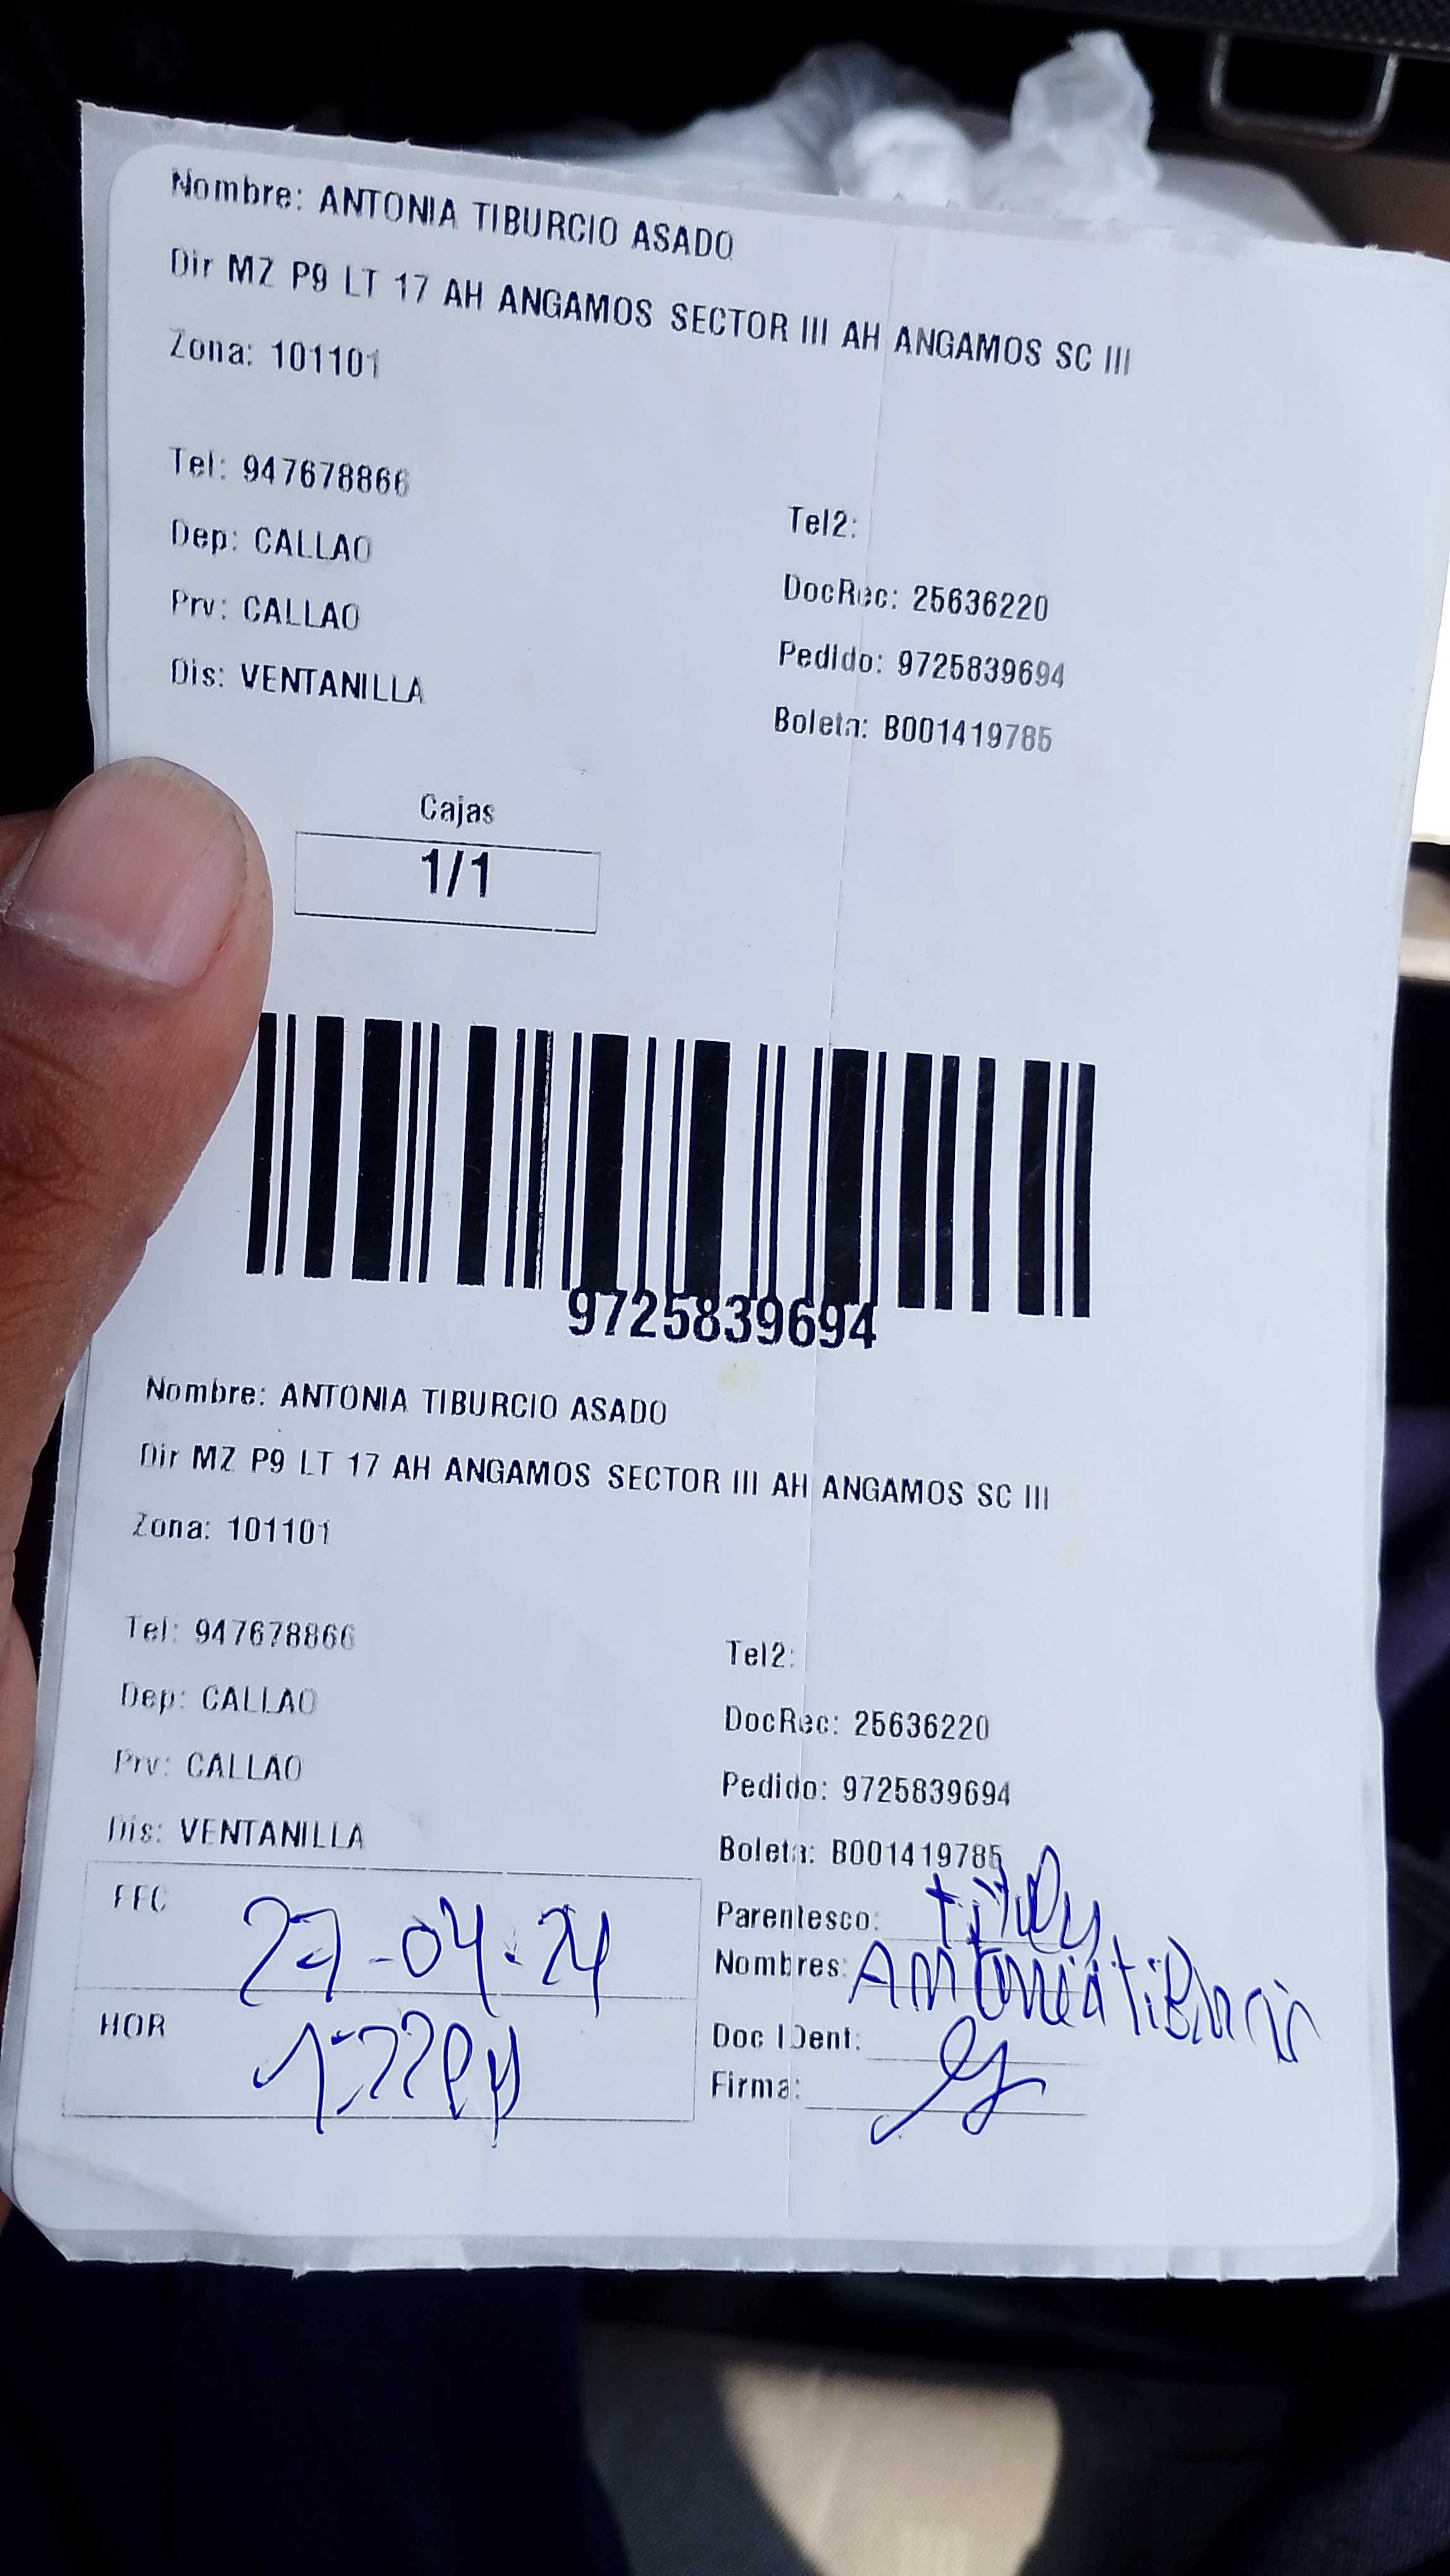 Nombre: ANTONIA TIBURCIO ASADO
Dir MZ P9 LT 17 AH ANGAMOS SECTOR III AH ANGAMOS SC III
Zona: 101101
Tel: 947678866
Tel2:
Dep: CALLAO
DocRec: 25636220
Prv: CALLAO
Pedido: 9725839694
Dis: VENTANILLA
Boleta: B001419785
Cajas
1/1
9725839694
Nombre: ANTONIA TIBURCIO ASADO
Dir MZ P9 LT 17 AH ANGAMOS SECTOR III AH ANGAMOS SC III
Zona: 101101
Tel: 947678866
Tel2:
Dep: CALLAO
DocRec: 25636220
Prv: CALLAO
Pedido: 9725839694
Dis: VENTANILLA
Boleta: B001419785
FFC 27-04-24
Parentesco:
Nombres: Antonia
HOR
Doc IDent:
Firma: